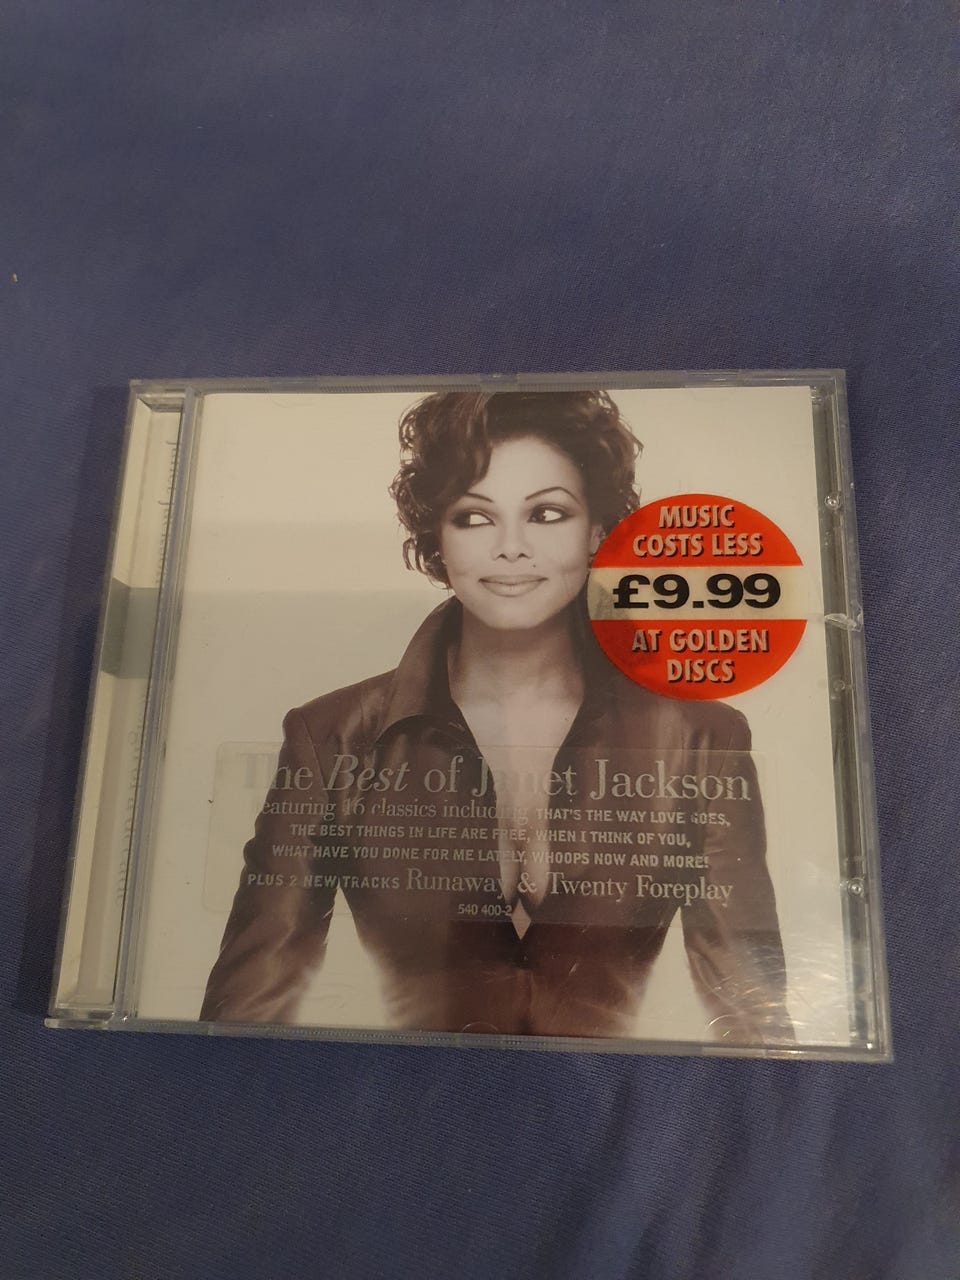 MUSIC
COSTS LESS
£9.99
AT GOLDEN
DISCS
The Best of Janet Jackson
Featuring 16 classics including THAT'S THE WAY LOVE GOES,
THE BEST THINGS IN LIFE ARE FREE, WHEN I THINK OF YOU,
WHAT HAVE YOU DONE FOR ME LATELY, WHOOPS NOW AND MORE!
PLUS 2 NEW TRACKS Runaway & Twenty Foreplay
540 400-2